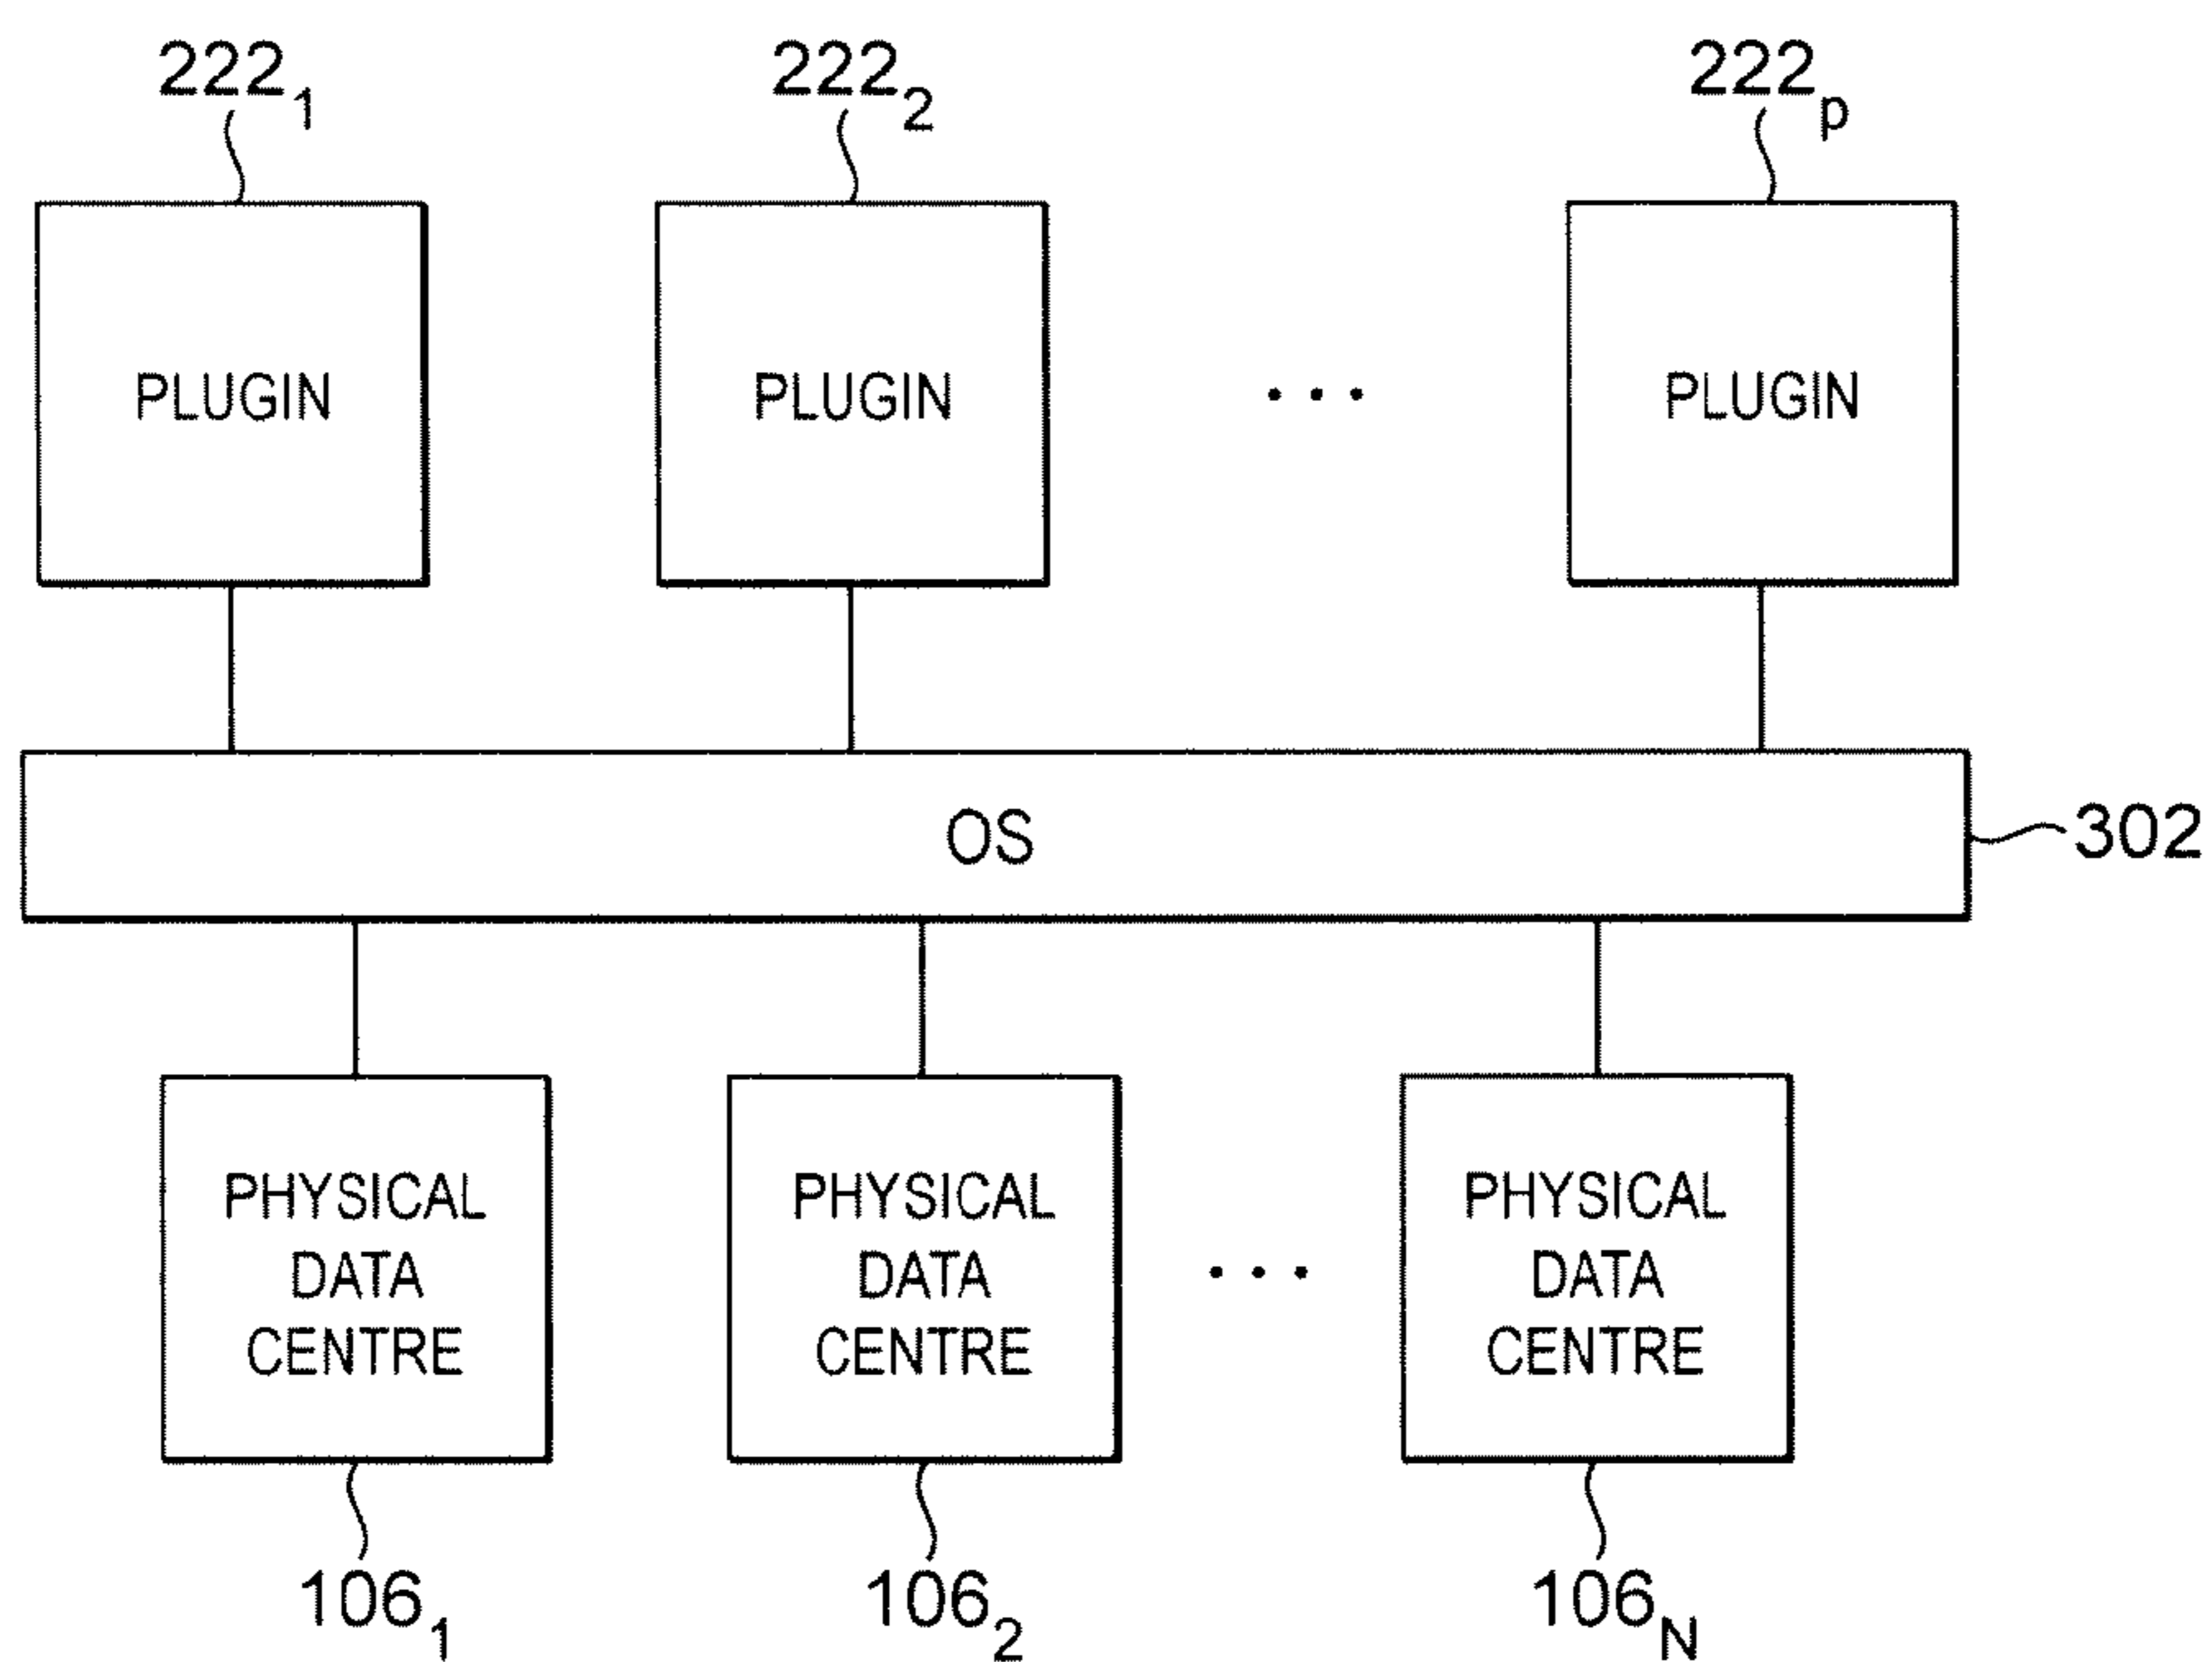 222₁ 222₂ 222ₚ
PLUGIN PLUGIN ... PLUGIN
OS 302
PHYSICAL PHYSICAL PHYSICAL
DATA DATA ... DATA
CENTRE CENTRE CENTRE
106₁ 106₂ 106_N